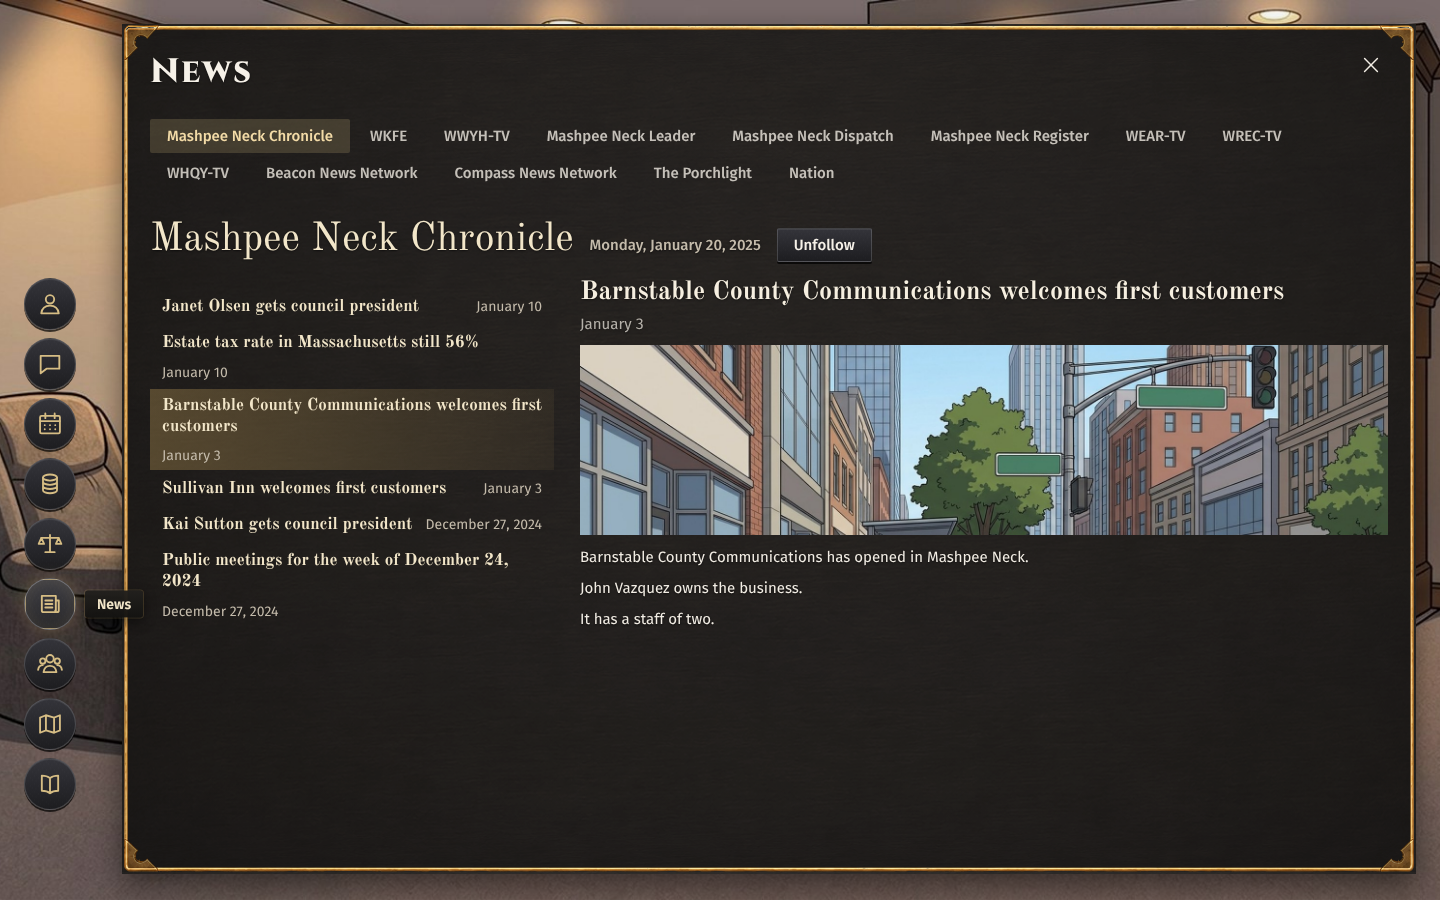 News
Mashpee Neck Chronicle WKFE WWYH-TV Mashpee Neck Leader Mashpee Neck Dispatch Mashpee Neck Register WEAR-TV WREC-TV
WHQY-TV Beacon News Network Compass News Network The Porchlight Nation
Mashpee Neck Chronicle Monday, January 20, 2025 Unfollow
Janet Olsen gets council president January 10
Estate tax rate in Massachusetts still 56%
January 10
Barnstable County Communications welcomes first
customers
January 3
Sullivan Inn welcomes first customers January 3
Kai Sutton gets council president December 27, 2024
Public meetings for the week of December 24,
2024
December 27, 2024
Barnstable County Communications welcomes first customers
January 3
Barnstable County Communications has opened in Mashpee Neck.
John Vazquez owns the business.
It has a staff of two.
News